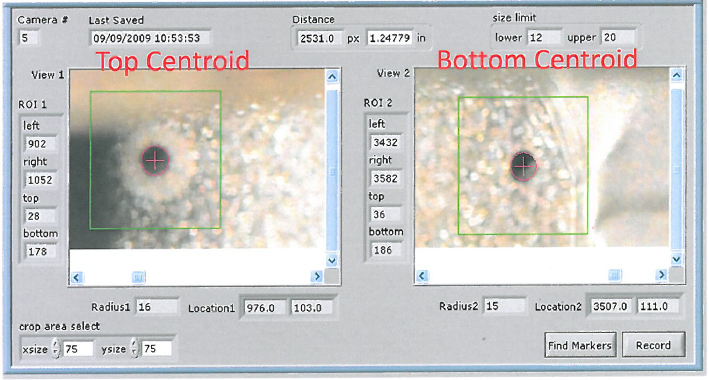 Camera # Last Saved Distance size limit
5 09/09/2009 10:53:53 2531.0 px 1.24779 in lower 12 upper 20
Top Centroid Bottom Centroid
View 1
ROI 1
left
902
right
1052
top
28
bottom
178
Radius1 16 Location1 976.0 103.0
View 2
ROI 2
left
3432
right
3582
top
36
bottom
186
Radius2 15 Location2 3507.0 111.0
crop area select
xsize 75 ysize 75
Find Markers Record